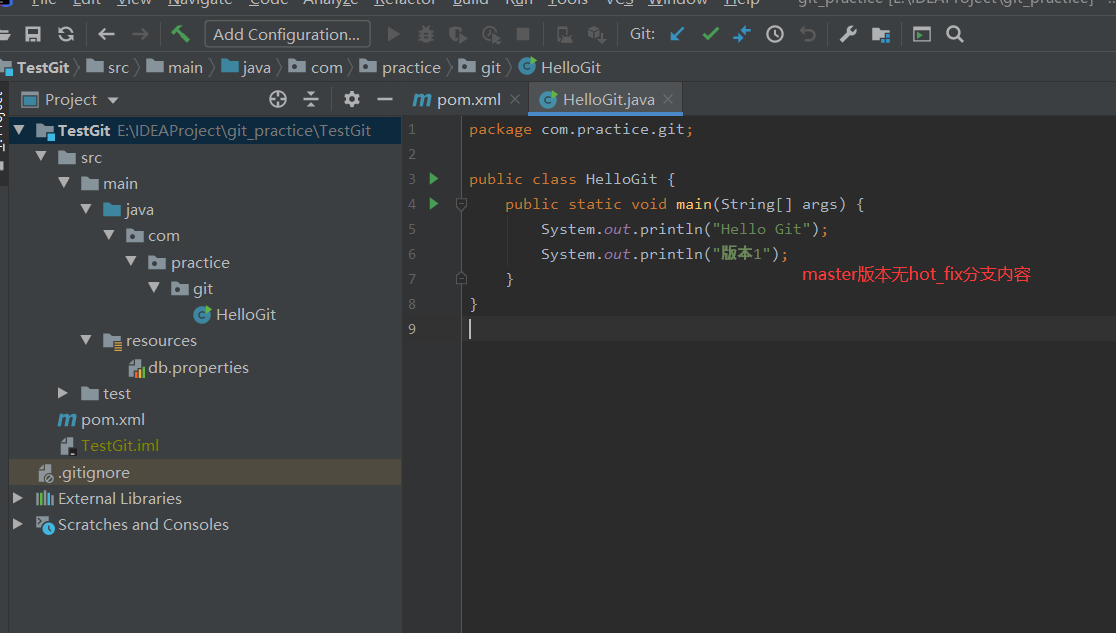 File Edit View Navigate Code Analyze Refactor Build Run Tools VCS Window Help git_practice [E:\IDEAProject\git_practice]
Add Configuration... Git:
TestGit src main java com practice git HelloGit
Project pom.xml HelloGit.java
TestGit E:\IDEAProject\git_practice\TestGit
src
main
java
com
practice
git
HelloGit
resources
db.properties
test
pom.xml
TestGit.iml
.gitignore
External Libraries
Scratches and Consoles
1 package com.practice.git;
2
3 public class HelloGit {
4 public static void main(String[] args) {
5 System.out.println("Hello Git");
6 System.out.println("版本1");
master版本无hot_fix分支内容
7 }
8 }
9